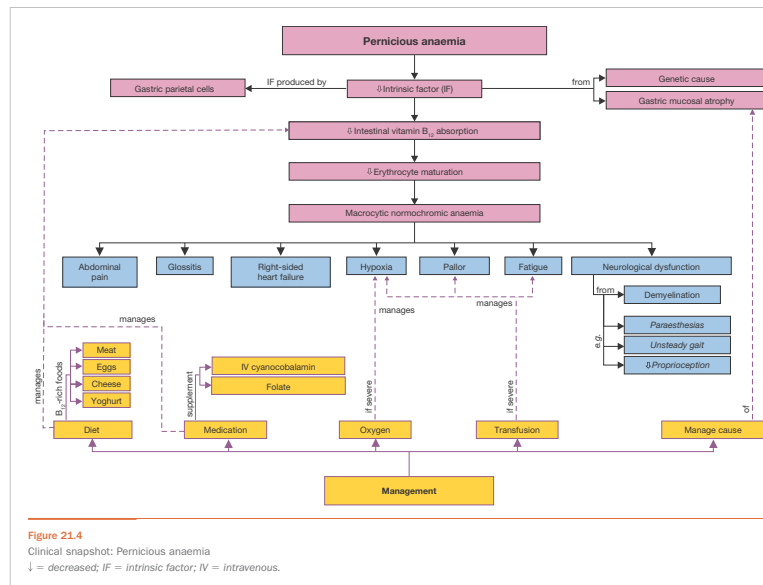 Pernicious anaemia
Gastric parietal cells
IF produced by
⇩Intrinsic factor (IF)
from
Genetic cause
Gastric mucosal atrophy
⇩Intestinal vitamin B₁₂ absorption
⇩Erythrocyte maturation
Macrocytic normochromic anaemia
Abdominal
pain
Glossitis
Right-sided
heart failure
Hypoxia
Pallor
Fatigue
Neurological dysfunction
from
Demyelination
e.g.
Paraesthesias
Unsteady gait
⇩Proprioception
manages
manages
manages
manages
B₁₂-rich foods
Meat
Eggs
Cheese
Yoghurt
supplement
IV cyanocobalamin
Folate
if severe
if severe
of
Diet
Medication
Oxygen
Transfusion
Manage cause
Management
Figure 21.4
Clinical snapshot: Pernicious anaemia
↓ = decreased; IF = intrinsic factor; IV = intravenous.